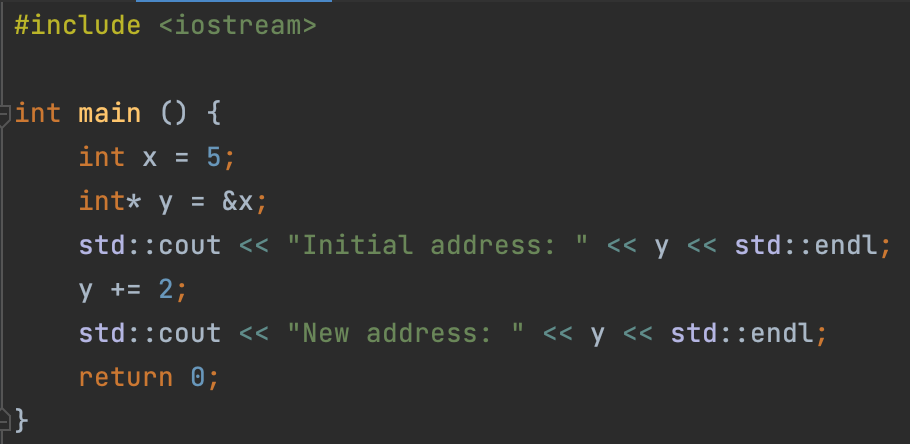 #include <iostream>
int main () {
    int x = 5;
    int* y = &x;
    std::cout << "Initial address: " << y << std::endl;
    y += 2;
    std::cout << "New address: " << y << std::endl;
    return 0;
}